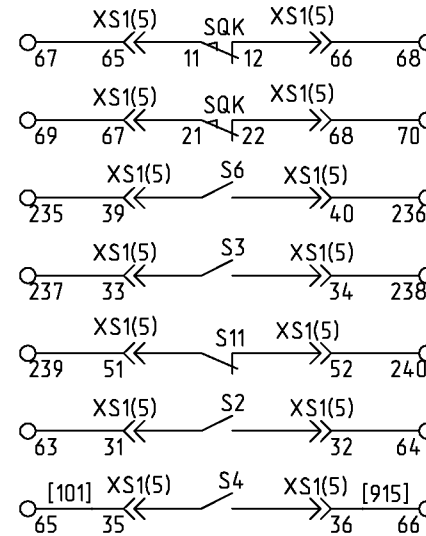 XS1(5) SQK XS1(5)
67 65 11 12 66 68
XS1(5) SQK XS1(5)
69 67 21 22 68 70
XS1(5) S6 XS1(5)
235 39 40 236
XS1(5) S3 XS1(5)
237 33 34 238
XS1(5) S11 XS1(5)
239 51 52 240
XS1(5) S2 XS1(5)
63 31 32 64
[101] XS1(5) S4 XS1(5) [915]
65 35 36 66